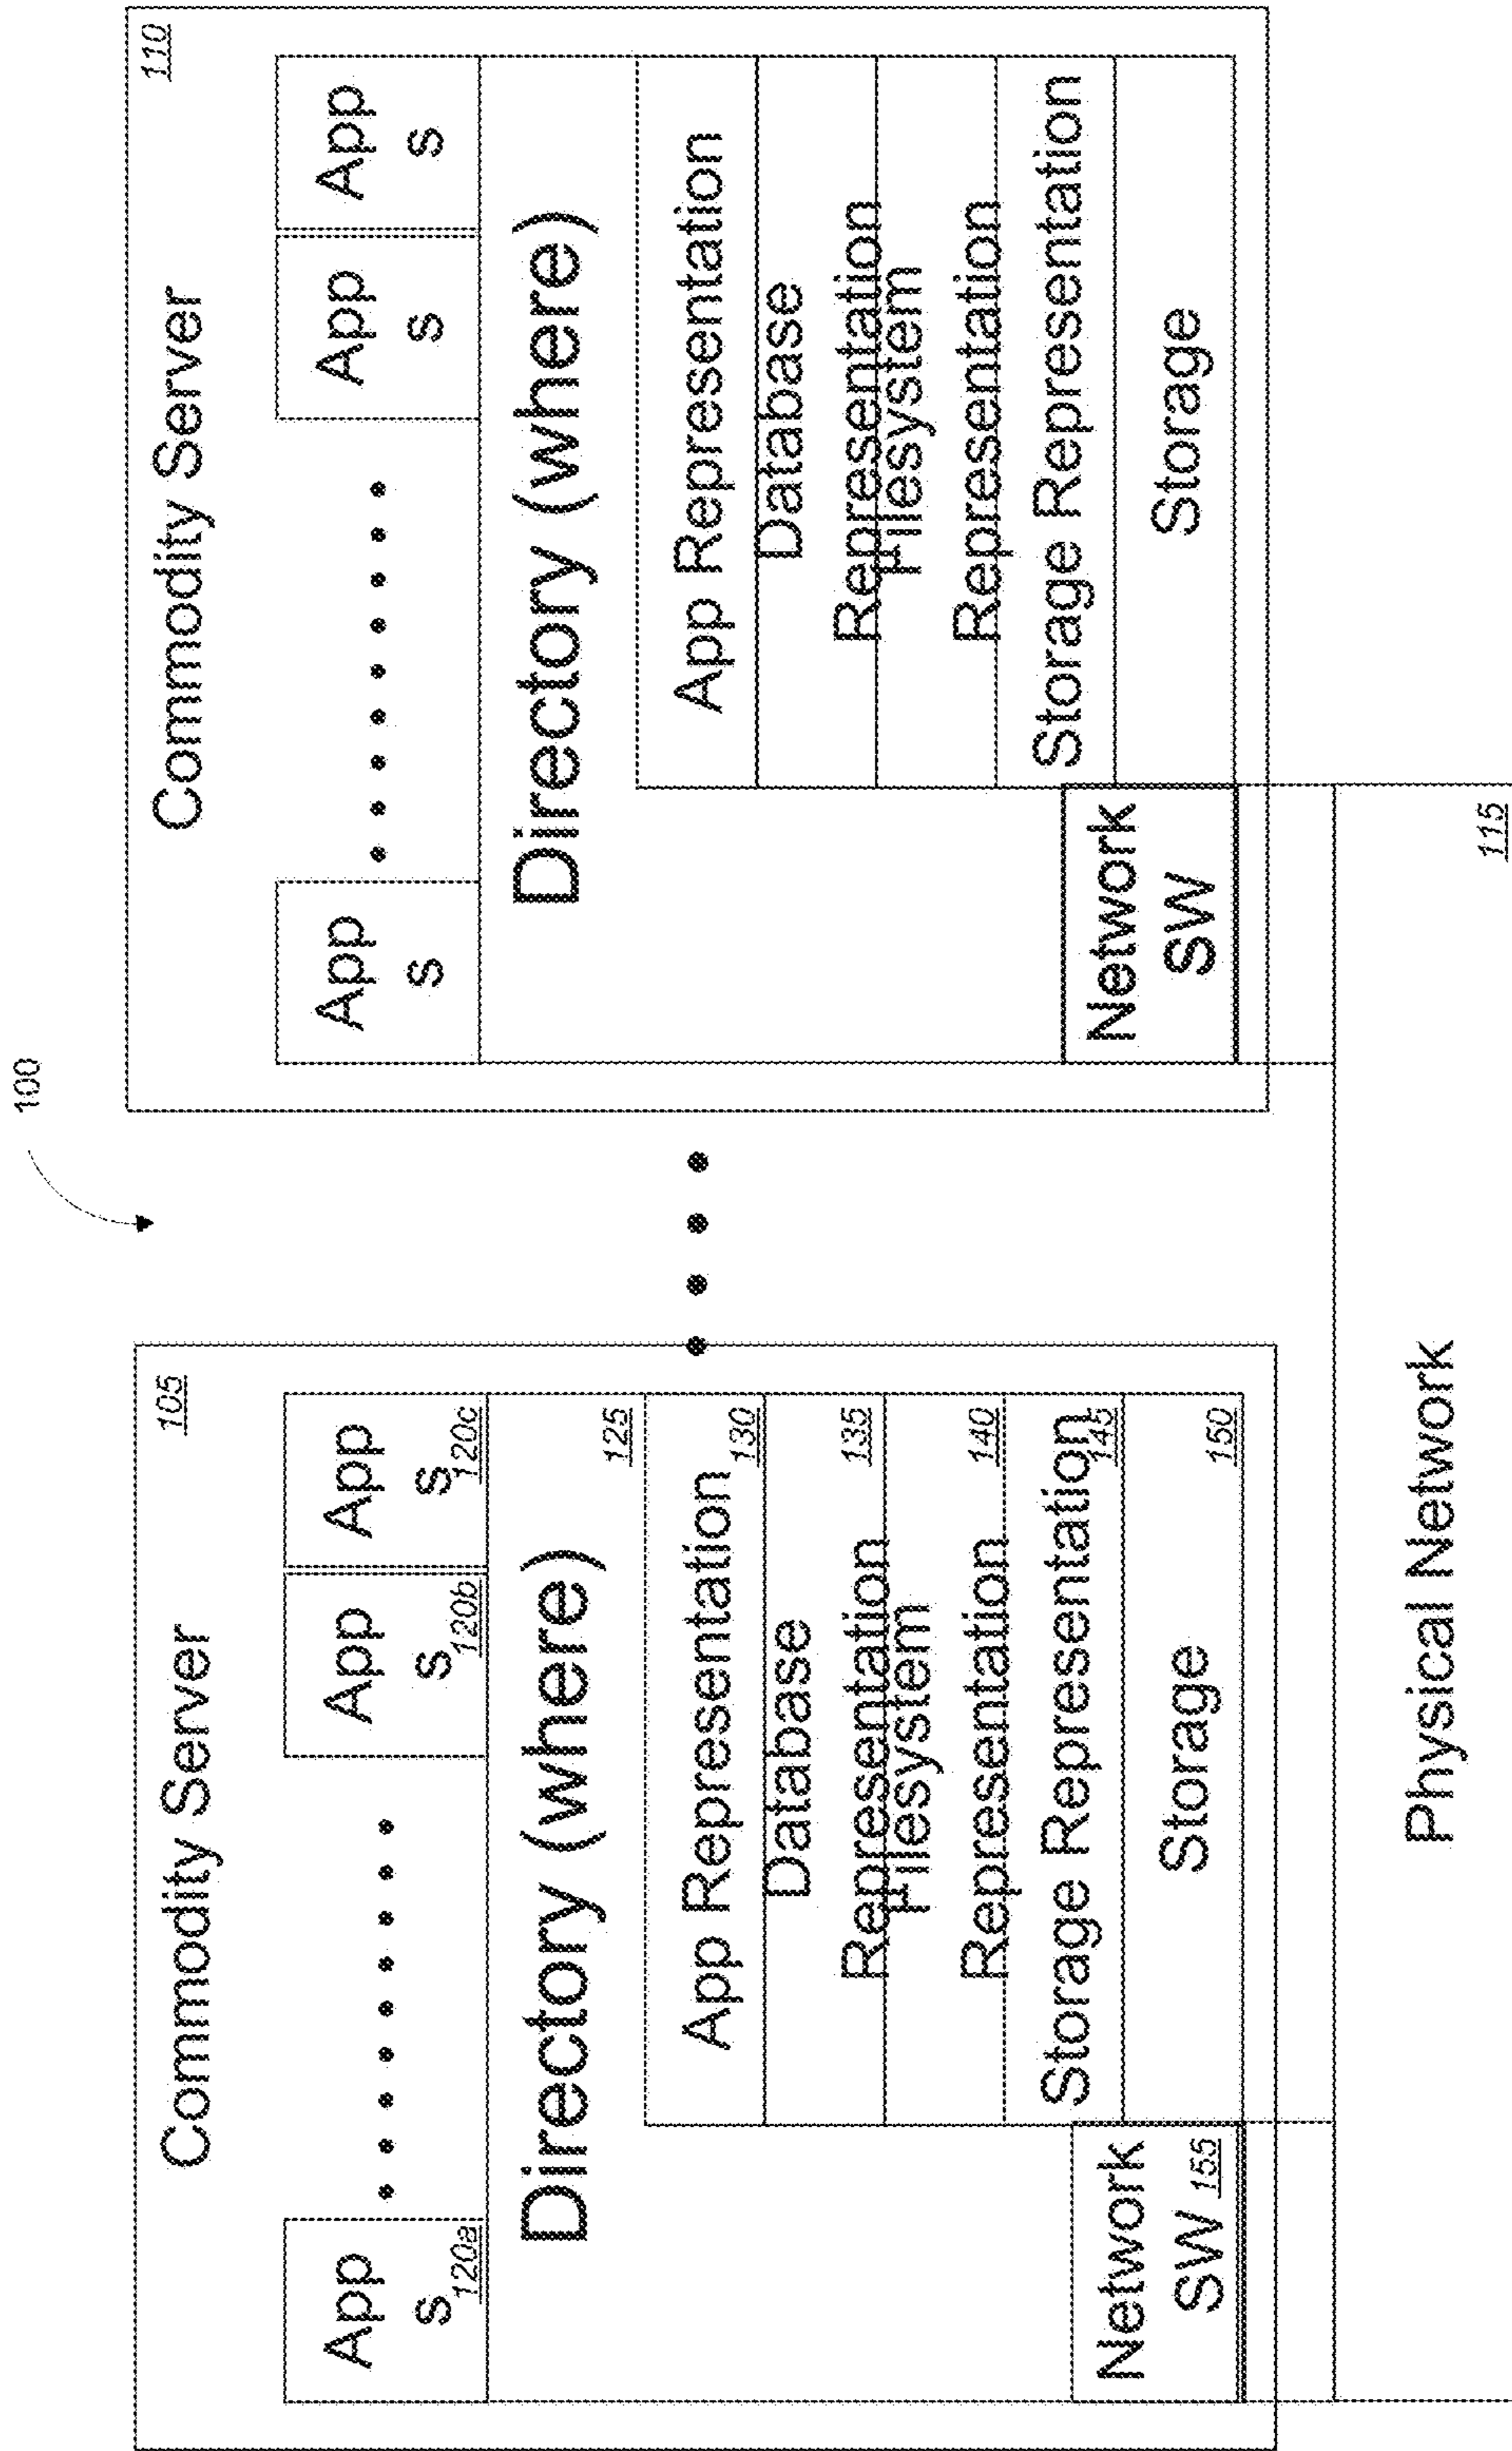 100
Commodity Server
105
App
s
120a
App
s
120b
App
s
120c
Directory (where)
125
App Representation
130
Database
Representation
135
Filesystem
Representation
140
Storage Representation
145
Storage
150
Network
SW 155
Commodity Server
110
App
s
App
s
App
s
Directory (where)
App Representation
Database
Representation
Filesystem
Representation
Storage Representation
Storage
Network
SW
Physical Network
115